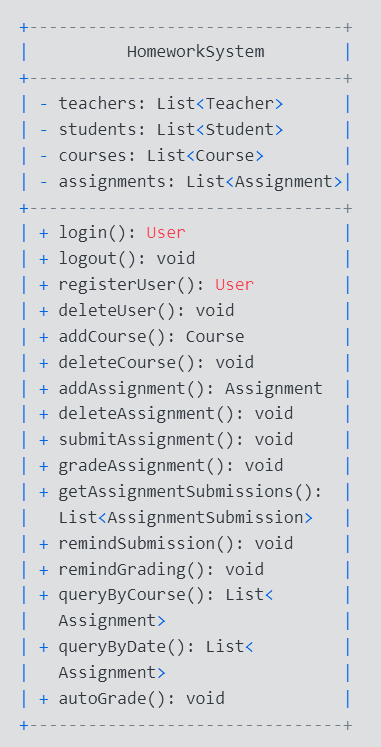 +--------------------------------+
|          HomeworkSystem        |
+--------------------------------+
| - teachers: List<Teacher>      |
| - students: List<Student>      |
| - courses: List<Course>        |
| - assignments: List<Assignment>|
+--------------------------------+
| + login(): User                |
| + logout(): void               |
| + registerUser(): User         |
| + deleteUser(): void           |
| + addCourse(): Course          |
| + deleteCourse(): void         |
| + addAssignment(): Assignment  |
| + deleteAssignment(): void     |
| + submitAssignment(): void     |
| + gradeAssignment(): void      |
| + getAssignmentSubmissions():  |
|   List<AssignmentSubmission>   |
| + remindSubmission(): void     |
| + remindGrading(): void        |
| + queryByCourse(): List<       |
|   Assignment>                  |
| + queryByDate(): List<         |
|   Assignment>                  |
| + autoGrade(): void            |
+--------------------------------+